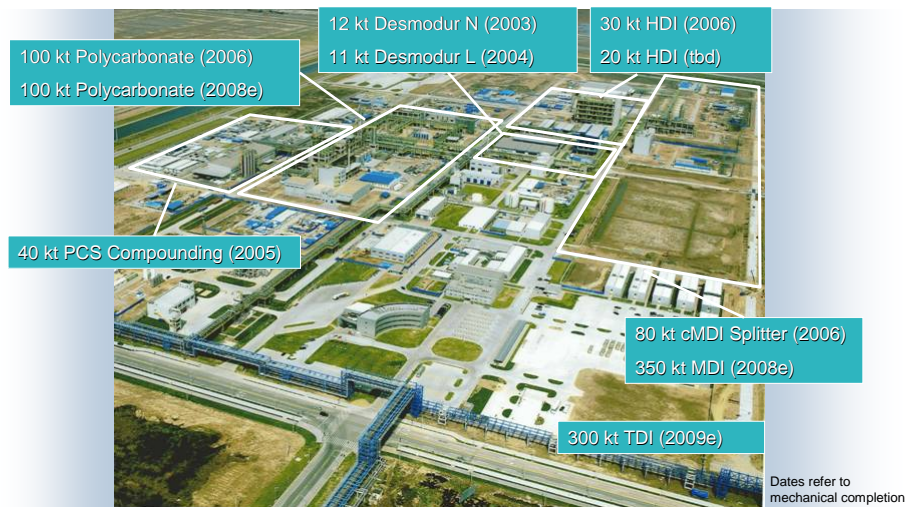 12 kt Desmodur N (2003)
11 kt Desmodur L (2004)
30 kt HDI (2006)
20 kt HDI (tbd)
100 kt Polycarbonate (2006)
100 kt Polycarbonate (2008e)
40 kt PCS Compounding (2005)
80 kt cMDI Splitter (2006)
350 kt MDI (2008e)
300 kt TDI (2009e)
Dates refer to
mechanical completion